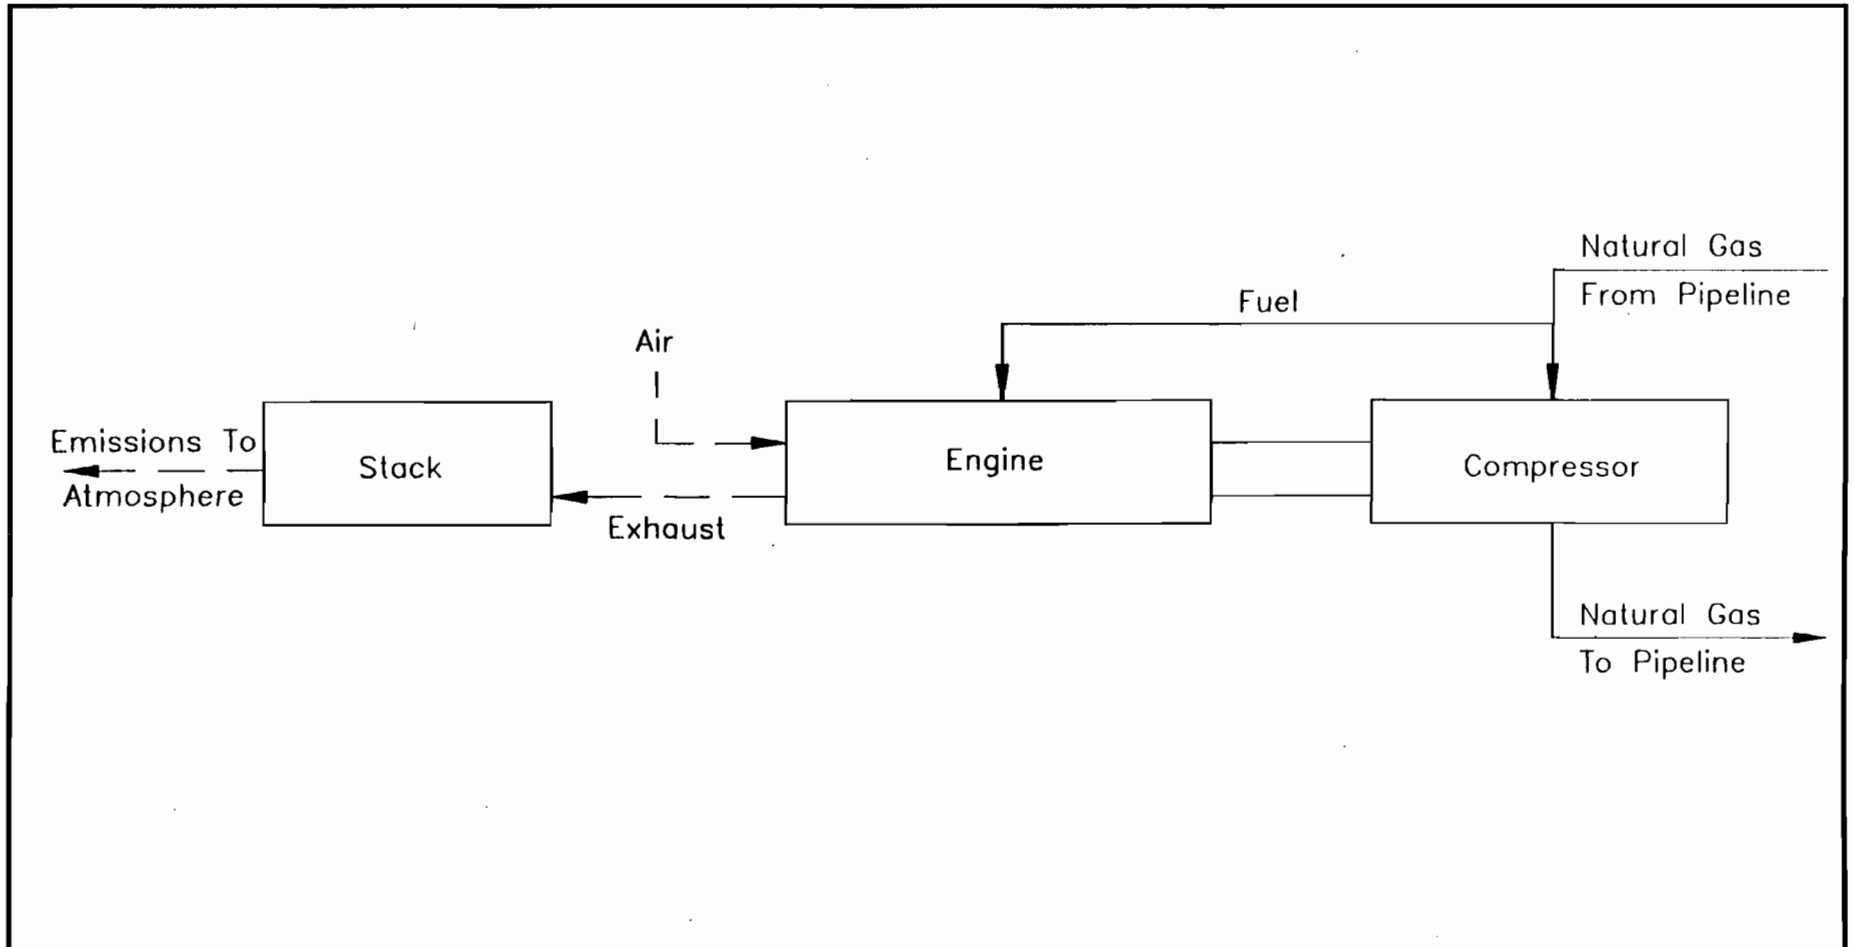 Natural Gas
From Pipeline
Fuel
Air
Emissions To
Atmosphere
Stack
Exhaust
Engine
Compressor
Natural Gas
To Pipeline